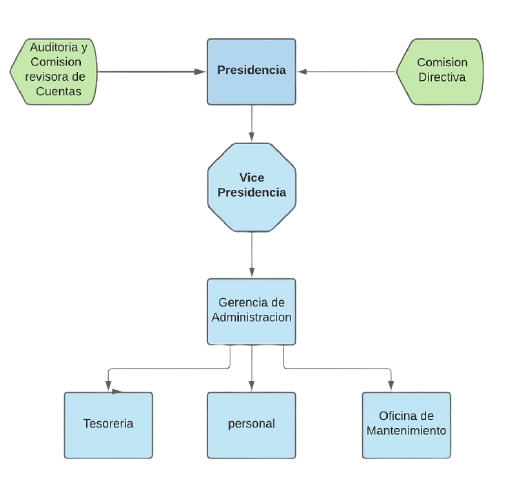 Auditoria y
Comision
revisora de
Cuentas
Presidencia
Comision
Directiva
Vice
Presidencia
Gerencia de
Administracion
Tesoreria
personal
Oficina de
Mantenimiento